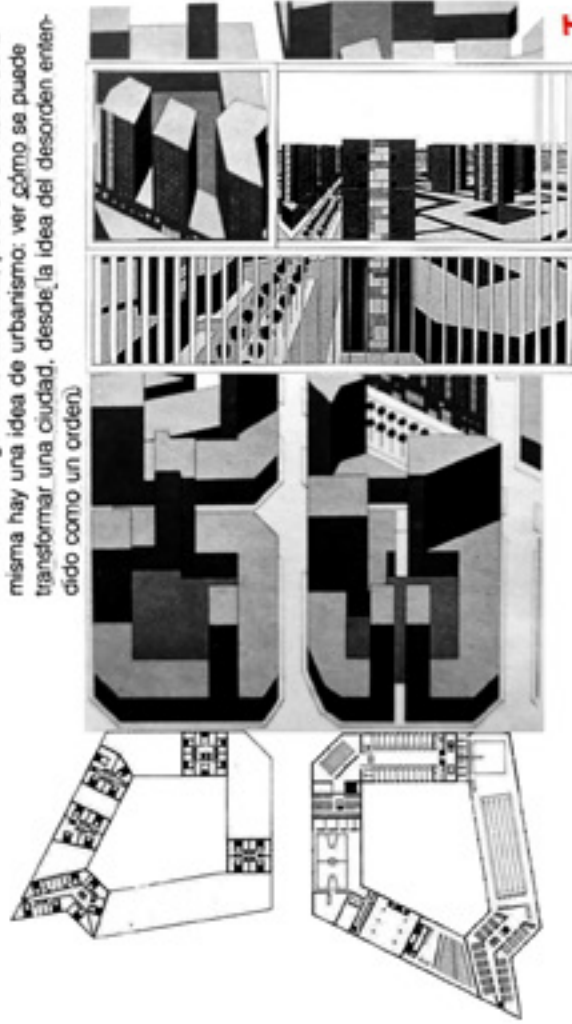 misma hay una idea de urbanismo: ver cómo se puede
transformar una ciudad, desde la idea del desorden enten-
dido como un orden.